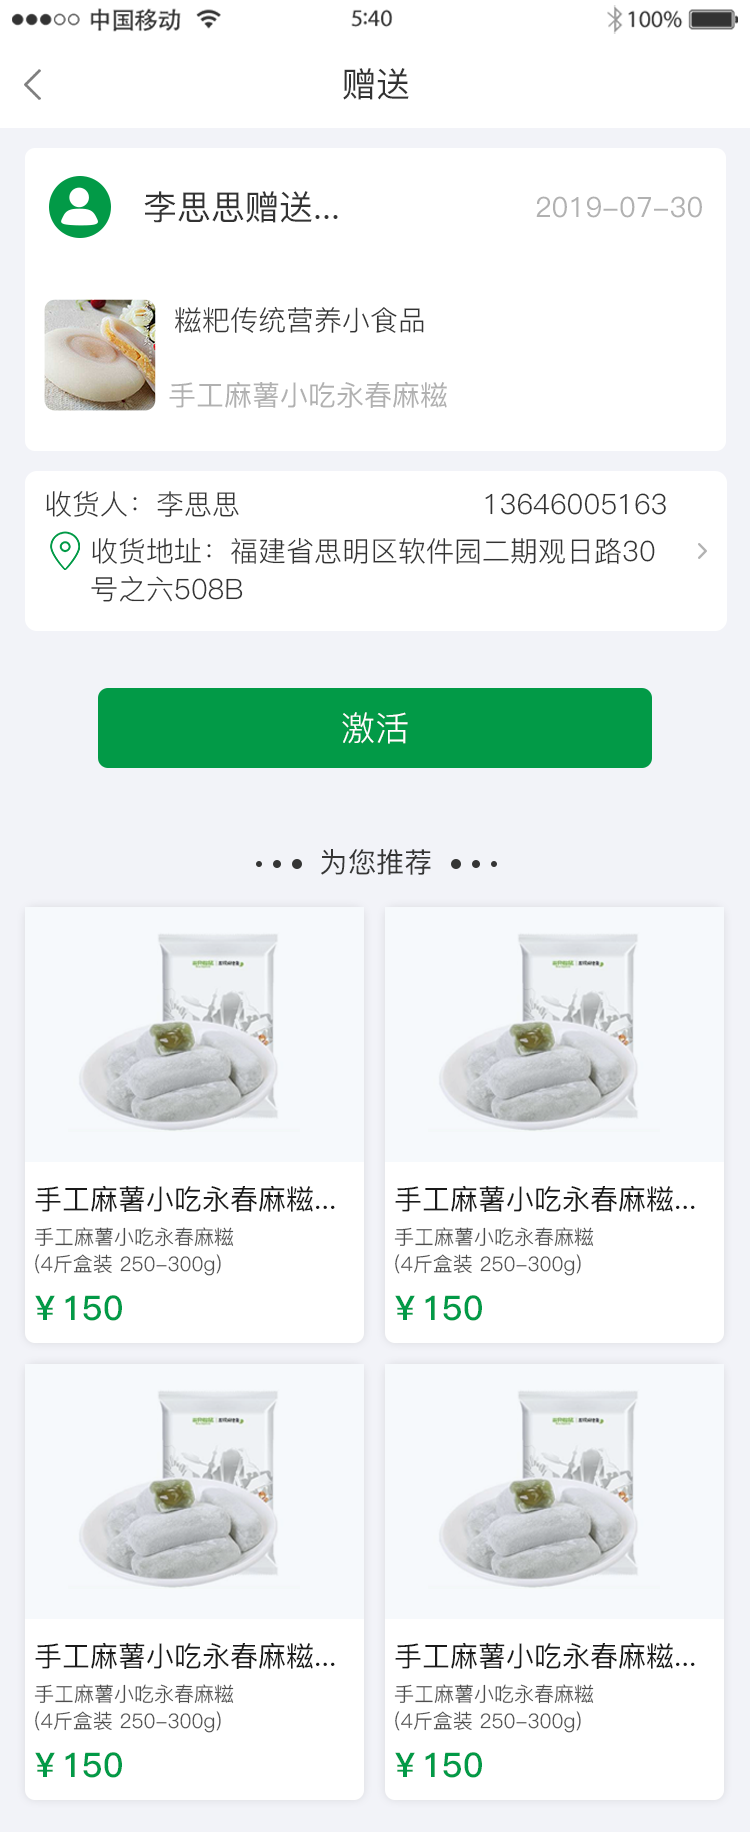 中国移动
5:40
100%
赠送
李思思赠送...
2019-07-30
糍粑传统营养小食品
手工麻薯小吃永春麻糍
收货人：李思思
13646005163
收货地址：福建省思明区软件园二期观日路30
号之六508B
激活
为您推荐
手工麻薯小吃永春麻糍...
手工麻薯小吃永春麻糍
(4斤盒装 250-300g)
¥ 150
手工麻薯小吃永春麻糍...
手工麻薯小吃永春麻糍
(4斤盒装 250-300g)
¥ 150
手工麻薯小吃永春麻糍...
手工麻薯小吃永春麻糍
(4斤盒装 250-300g)
¥ 150
手工麻薯小吃永春麻糍...
手工麻薯小吃永春麻糍
(4斤盒装 250-300g)
¥ 150